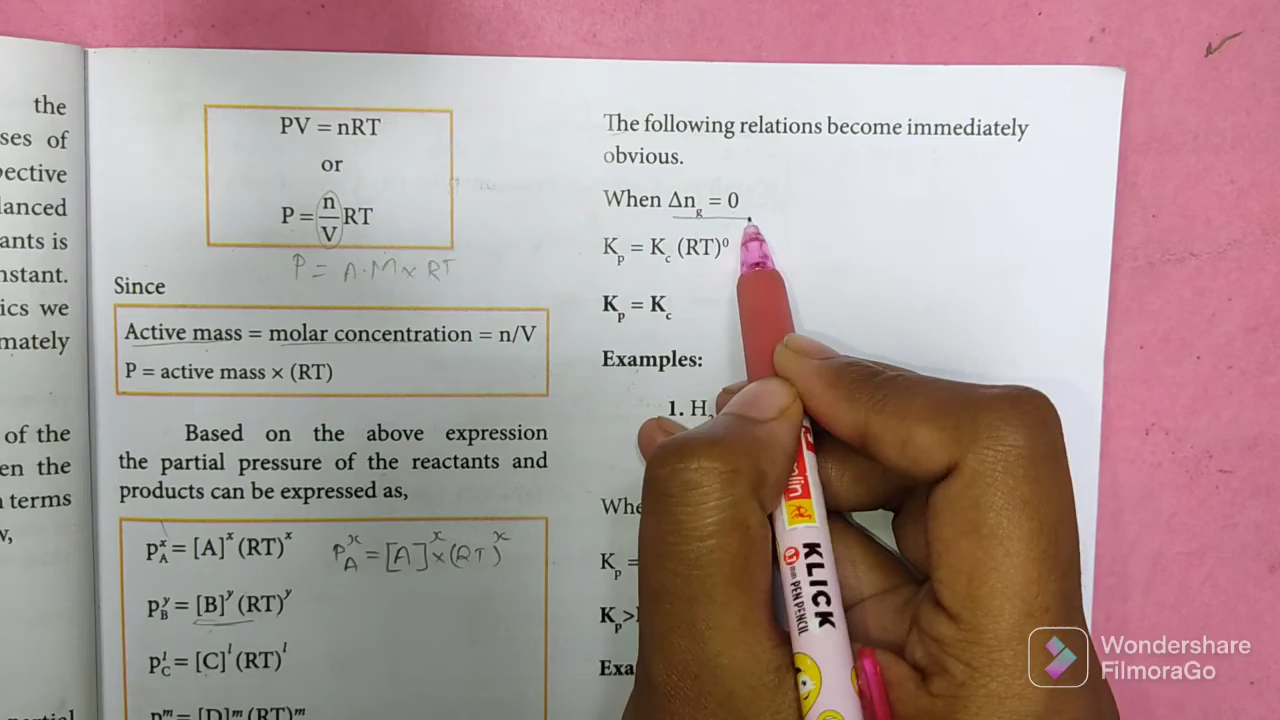 the
ses of
pective
lanced
ants is
nstant.
ics we
mately
of the
en the
n terms
w,
PV = nRT
or
P = n/V RT
P = A.M × RT
Since
Active mass = molar concentration = n/V
P = active mass × (RT)
Based on the above expression
the partial pressure of the reactants and
products can be expressed as,
p_A^x = [A]^x (RT)^x P_A^x = [A]^x × (RT)^x
p_B^y = [B]^y (RT)^y
p_C^l = [C]^l (RT)^l
p^m = [D]^m (RT)^m
The following relations become immediately
obvious.
When Δn_g = 0
K_p = K_c (RT)^0
K_p = K_c
Examples:
1. H
Whe
K_p =
K_p >
Exa
KLICK
0.7 mm PEN PENCIL
Wondershare
FilmoraGo